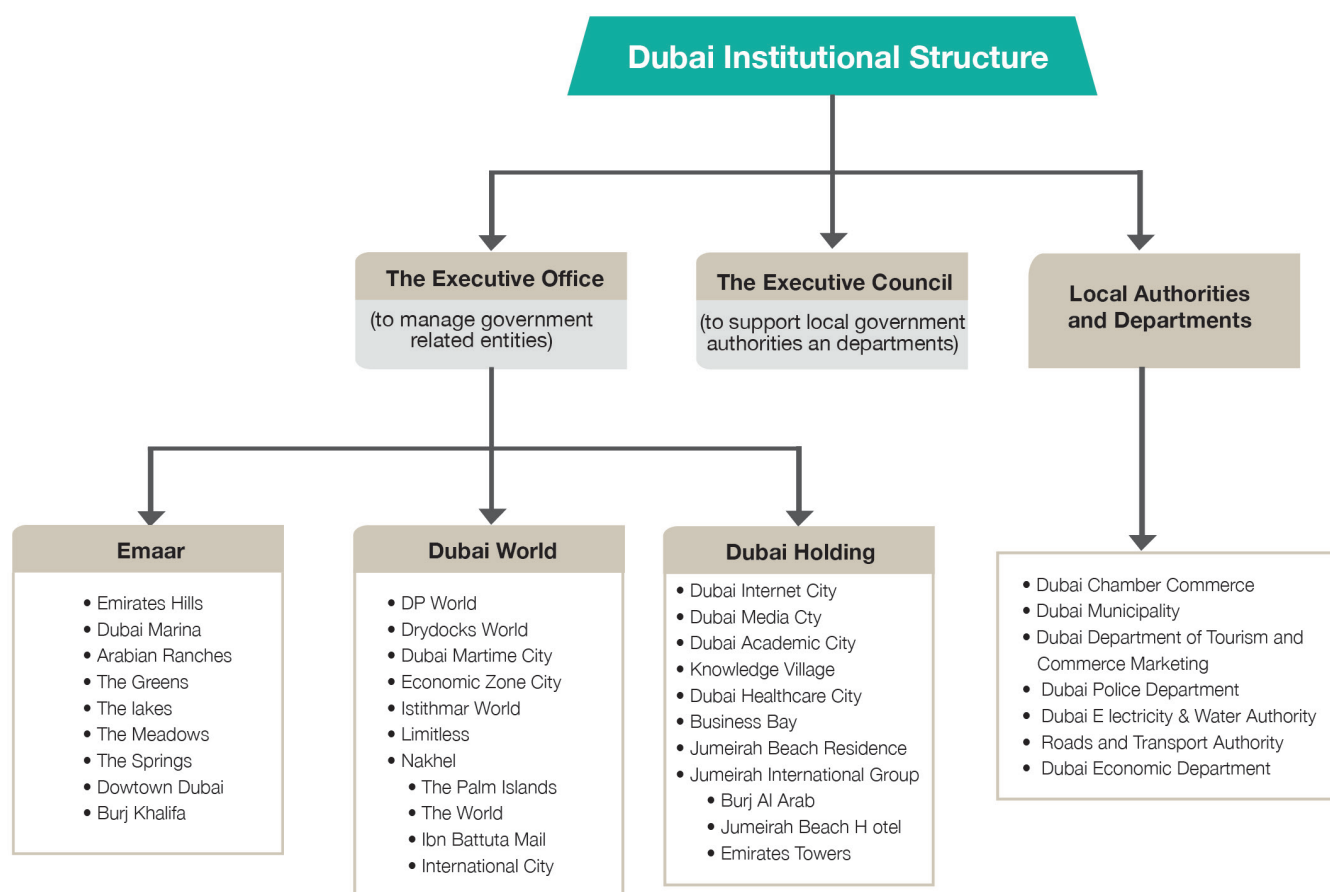 Dubai Institutional Structure
The Executive Office
(to manage government
related entities)
The Executive Council
(to support local government
authorities an departments)
Local Authorities
and Departments
Emaar
• Emirates Hills
• Dubai Marina
• Arabian Ranches
• The Greens
• The lakes
• The Meadows
• The Springs
• Dowtown Dubai
• Burj Khalifa
Dubai World
• DP World
• Drydocks World
• Dubai Martime City
• Economic Zone City
• Istithmar World
• Limitless
• Nakhel
• The Palm Islands
• The World
• Ibn Battuta Mail
• International City
Dubai Holding
• Dubai Internet City
• Dubai Media Cty
• Dubai Academic City
• Knowledge Village
• Dubai Healthcare City
• Business Bay
• Jumeirah Beach Residence
• Jumeirah International Group
• Burj Al Arab
• Jumeirah Beach H otel
• Emirates Towers
• Dubai Chamber Commerce
• Dubai Municipality
• Dubai Department of Tourism and
Commerce Marketing
• Dubai Police Department
• Dubai E lectricity & Water Authority
• Roads and Transport Authority
• Dubai Economic Department